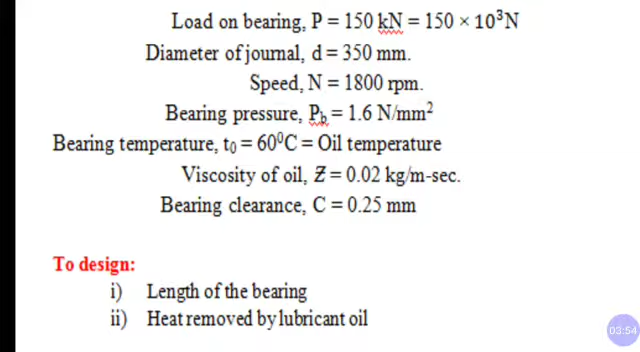 Load on bearing, P = 150 kN = 150 × 10³N
Diameter of journal, d = 350 mm.
Speed, N = 1800 rpm.
Bearing pressure, Pb = 1.6 N/mm²
Bearing temperature, t₀ = 60⁰C = Oil temperature
Viscosity of oil, Ƶ = 0.02 kg/m-sec.
Bearing clearance, C = 0.25 mm
To design:
i) Length of the bearing
ii) Heat removed by lubricant oil
03:54